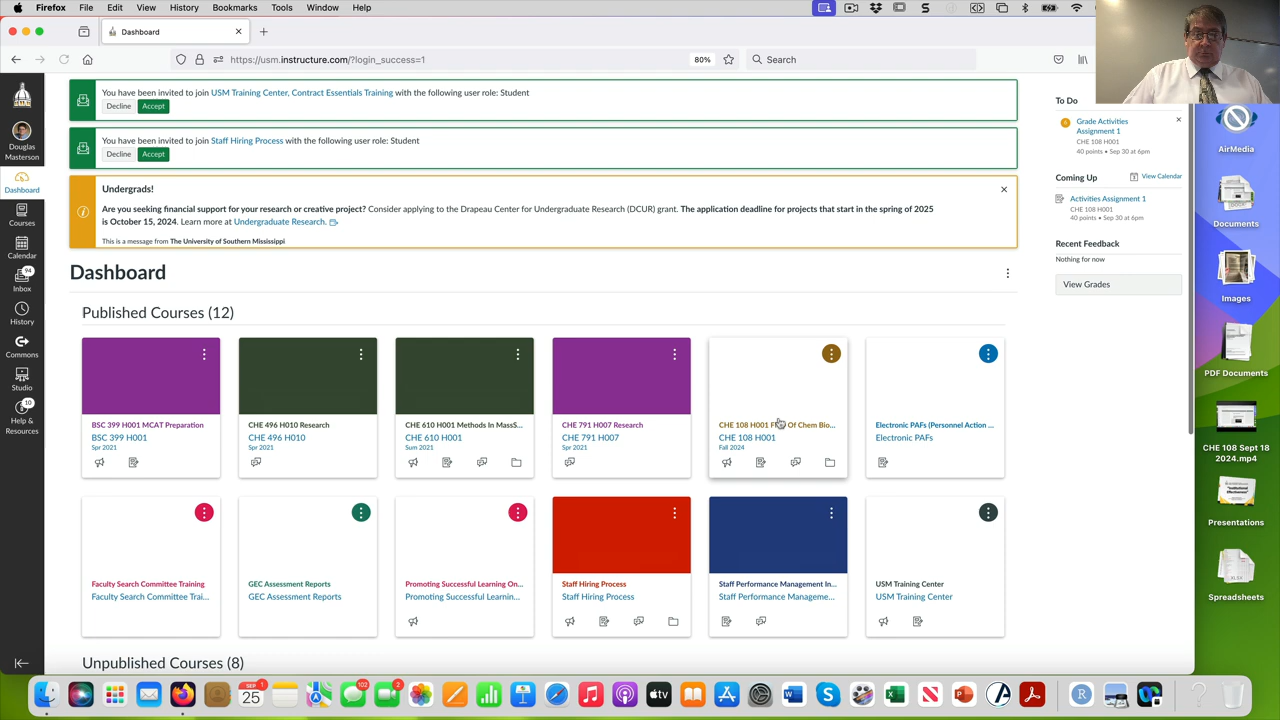 Firefox File Edit View History Bookmarks Tools Window Help
Dashboard
https://usm.instructure.com/?login_success=1
80%
Search
You have been invited to join USM Training Center, Contract Essentials Training with the following user role: Student
Decline Accept
You have been invited to join Staff Hiring Process with the following user role: Student
Decline Accept
Undergrads!
Are you seeking financial support for your research or creative project? Consider applying to the Drapeau Center for Undergraduate Research (DCUR) grant. The application deadline for projects that start in the spring of 2025
is October 15, 2024. Learn more at Undergraduate Research.
This is a message from The University of Southern Mississippi
Douglas
Masterson
Dashboard
Courses
Calendar
94
Inbox
History
Commons
Studio
10
Help &
Resources
Dashboard
Published Courses (12)
BSC 399 H001 MCAT Preparation
BSC 399 H001
Spr 2021
CHE 496 H010 Research
CHE 496 H010
Spr 2021
CHE 610 H001 Methods In MassS...
CHE 610 H001
Sum 2021
CHE 791 H007 Research
CHE 791 H007
Spr 2021
CHE 108 H001 Of Chem Bio...
CHE 108 H001
Fall 2024
Electronic PAFs (Personnel Action ...
Electronic PAFs
Faculty Search Committee Training
Faculty Search Committee Trai...
GEC Assessment Reports
GEC Assessment Reports
Promoting Successful Learning On...
Promoting Successful Learnin...
Staff Hiring Process
Staff Hiring Process
Staff Performance Management In...
Staff Performance Manageme...
USM Training Center
USM Training Center
Unpublished Courses (8)
To Do
Grade Activities
Assignment 1
CHE 108 H001
40 points • Sep 30 at 6pm
Coming Up
View Calendar
Activities Assignment 1
CHE 108 H001
40 points • Sep 30 at 6pm
Recent Feedback
Nothing for now
View Grades
AirMedia
Documents
Images
PDF Documents
CHE 108 Sept 18
2024.mp4
Presentations
Spreadsheets
SEP
25
1
102
2
tv